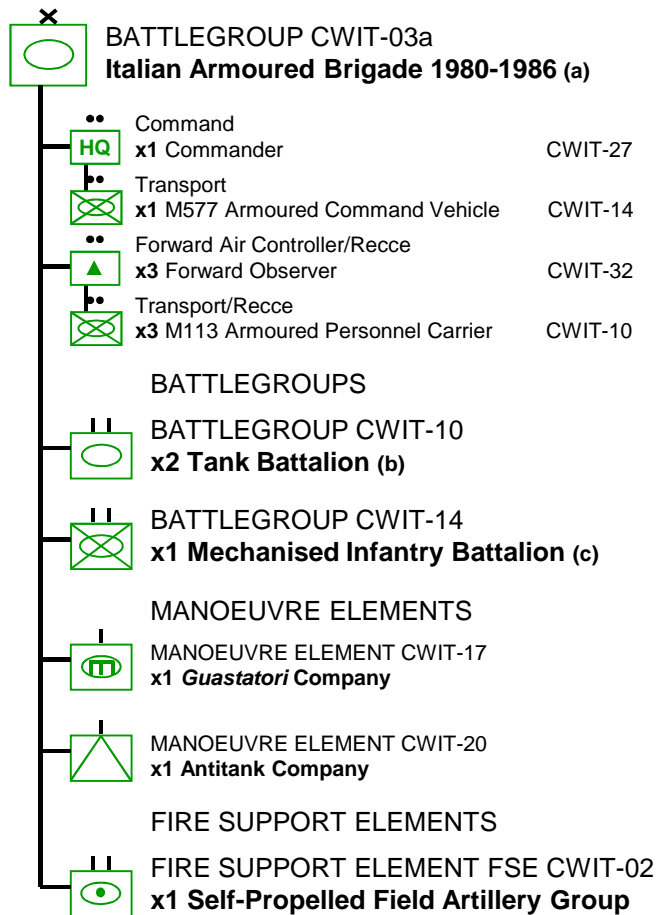 BATTLEGROUP CWIT-03a
Italian Armoured Brigade 1980-1986 (a)
Command
HQ x1 Commander CWIT-27
Transport
x1 M577 Armoured Command Vehicle CWIT-14
Forward Air Controller/Recce
x3 Forward Observer CWIT-32
Transport/Recce
x3 M113 Armoured Personnel Carrier CWIT-10
BATTLEGROUPS
BATTLEGROUP CWIT-10
x2 Tank Battalion (b)
BATTLEGROUP CWIT-14
x1 Mechanised Infantry Battalion (c)
MANOEUVRE ELEMENTS
MANOEUVRE ELEMENT CWIT-17
x1 Guastatori Company
MANOEUVRE ELEMENT CWIT-20
x1 Antitank Company
FIRE SUPPORT ELEMENTS
FIRE SUPPORT ELEMENT FSE CWIT-02
x1 Self-Propelled Field Artillery Group